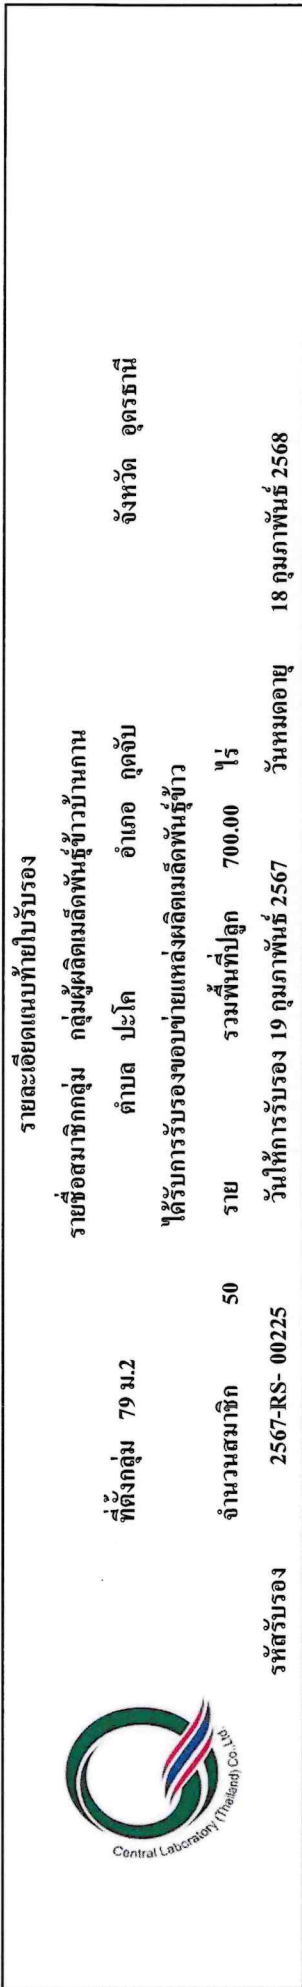 รายละเอียดแนบท้ายใบรับรอง
รายชื่อสมาชิกกลุ่ม กลุ่มผู้ผลิตเมล็ดพันธุ์ข้าวบ้านกาน
ที่ตั้งกลุ่ม 79 ม.2 ตำบล ปะโค อำเภอ กุดจับ จังหวัด อุดรธานี
ได้รับการรับรองขอบข่ายแหล่งผลิตเมล็ดพันธุ์ข้าว
จำนวนสมาชิก 50 ราย รวมพื้นที่ปลูก 700.00 ไร่
รหัสรับรอง 2567-RS- 00225 วันให้การรับรอง 19 กุมภาพันธ์ 2567 วันหมดอายุ 18 กุมภาพันธ์ 2568
Central Laboratory (Thailand) Co.,Ltd.